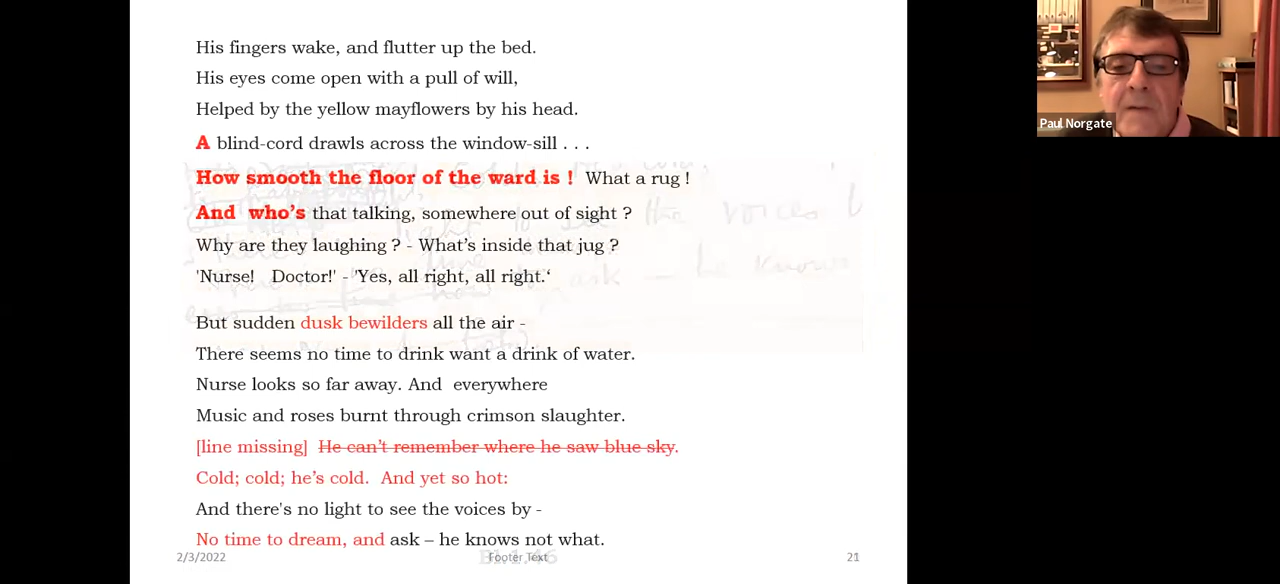 His fingers wake, and flutter up the bed.
His eyes come open with a pull of will,
Helped by the yellow mayflowers by his head.
A blind-cord drawls across the window-sill . . .
How smooth the floor of the ward is ! What a rug !
And who's that talking, somewhere out of sight ?
Why are they laughing ? - What's inside that jug ?
'Nurse! Doctor!' - 'Yes, all right, all right.‘
But sudden dusk bewilders all the air -
There seems no time to drink want a drink of water.
Nurse looks so far away. And everywhere
Music and roses burnt through crimson slaughter.
[line missing] He can't remember where he saw blue sky.
Cold; cold; he's cold. And yet so hot:
And there's no light to see the voices by -
No time to dream, and ask – he knows not what.
2/3/2022
Footer Text
21
Paul Norgate